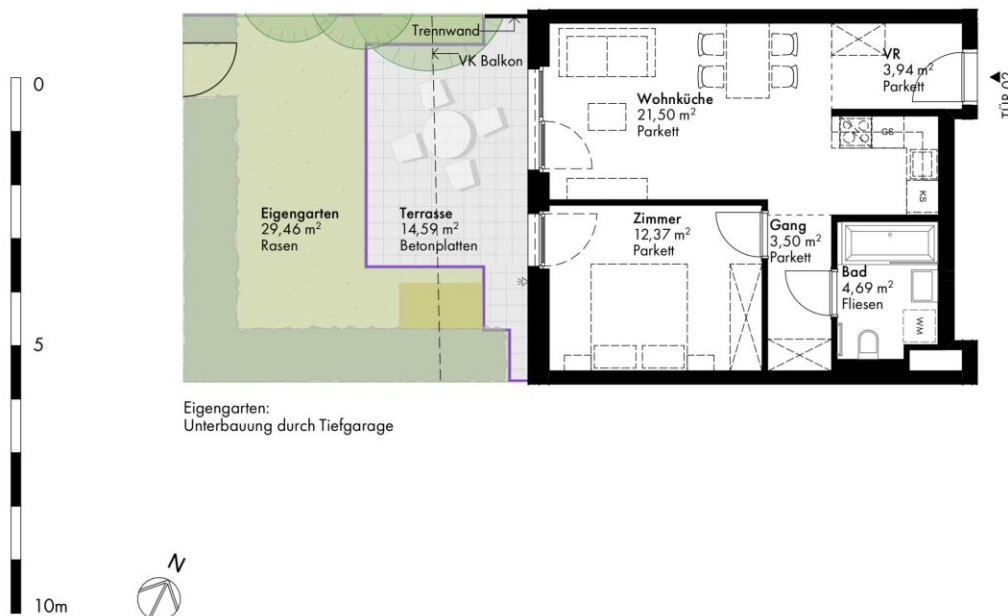 0
5
10m
Trennwand
VK Balkon
Wohnküche
21,50 m²
Parkett
VR
3,94 m²
Parkett
TÜR 02
GS
KS
Eigengarten
29,46 m²
Rasen
Terrasse
14,59 m²
Betonplatten
Zimmer
12,37 m²
Parkett
Gang
3,50 m²
Parkett
Bad
4,69 m²
Fliesen
WM
Eigengarten:
Unterbauung durch Tiefgarage
N